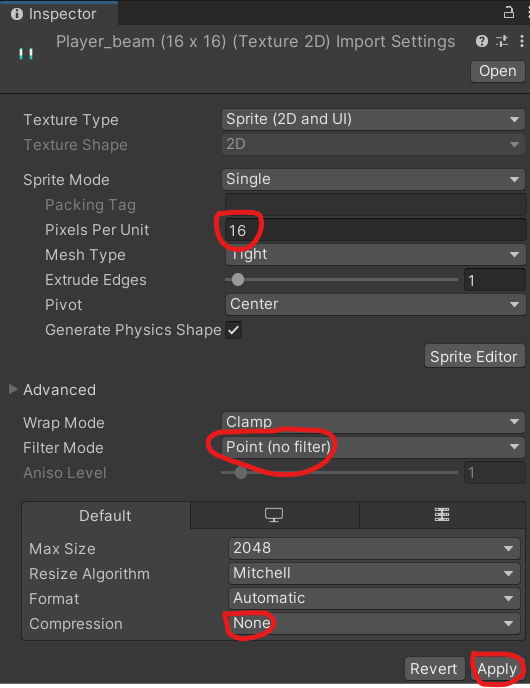 Inspector
Player_beam (16 x 16) (Texture 2D) Import Settings
Open
Texture Type Sprite (2D and UI)
Texture Shape 2D
Sprite Mode Single
Packing Tag
Pixels Per Unit 16
Mesh Type Tight
Extrude Edges 1
Pivot Center
Generate Physics Shape
Sprite Editor
Advanced
Wrap Mode Clamp
Filter Mode Point (no filter)
Aniso Level 1
Default
Max Size 2048
Resize Algorithm Mitchell
Format Automatic
Compression None
Revert Apply